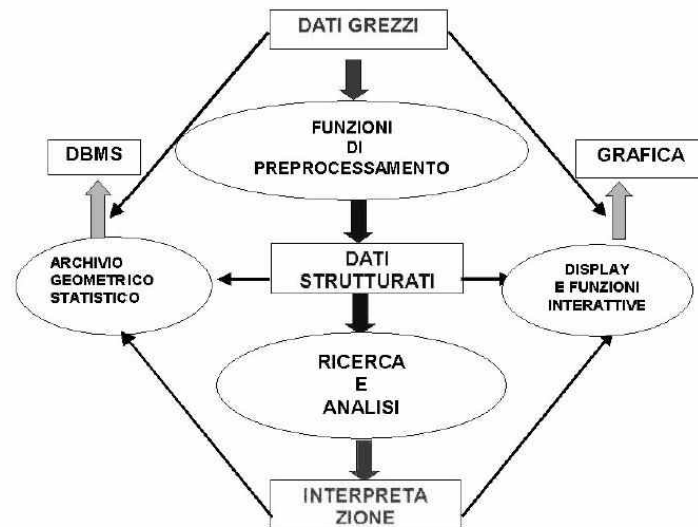 DATI GREZZI
FUNZIONI
DI
PREPROCESSAMENTO
DBMS
GRAFICA
ARCHIVIO
GEOMETRICO
STATISTICO
DATI
STRUTTURATI
DISPLAY
E FUNZIONI
INTERATTIVE
RICERCA
E
ANALISI
INTERPRETA
ZIONE